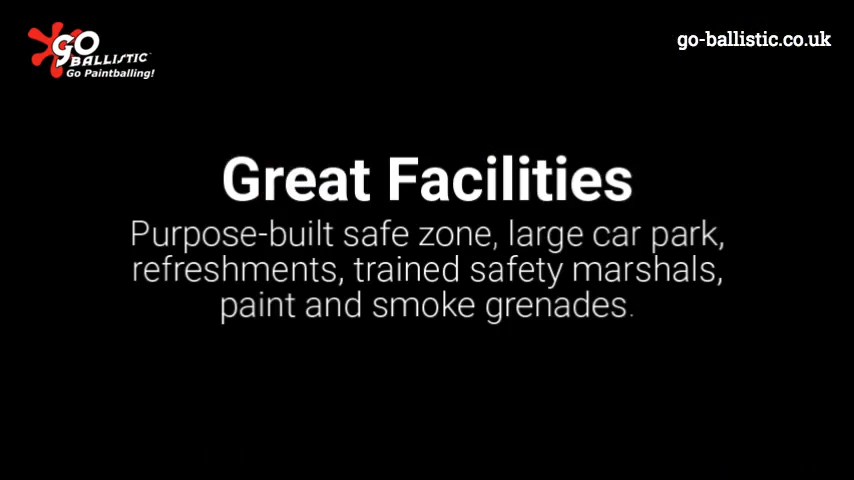 GO
BALLISTIC
Go Paintballing!
go-ballistic.co.uk
Great Facilities
Purpose-built safe zone, large car park,
refreshments, trained safety marshals,
paint and smoke grenades.